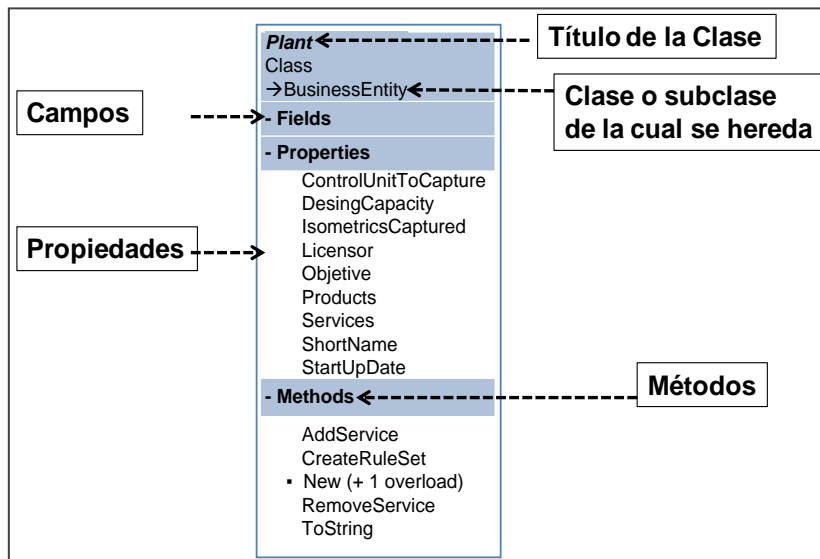 Plant
Título de la Clase
Class
→BusinessEntity
Clase o subclase
de la cual se hereda
Campos
- Fields
- Properties
ControlUnitToCapture
DesingCapacity
IsometricsCaptured
Propiedades
Licensor
Objetive
Products
Services
ShortName
StartUpDate
- Methods
Métodos
AddService
CreateRuleSet
▪ New (+ 1 overload)
RemoveService
ToString